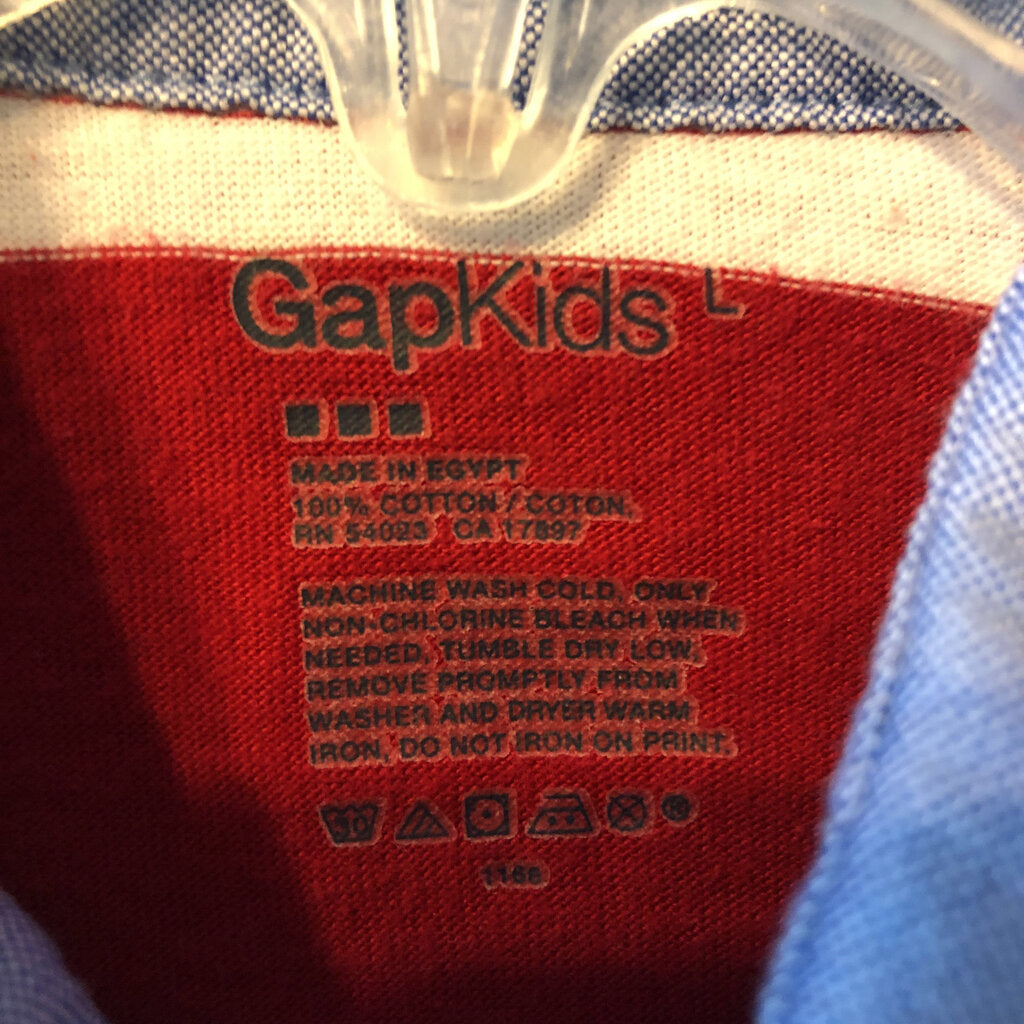 GapKids L
MADE IN EGYPT
100% COTTON / COTON.
RN 54023 CA 17897
MACHINE WASH COLD, ONLY
NON-CHLORINE BLEACH WHEN
NEEDED, TUMBLE DRY LOW,
REMOVE PROMPTLY FROM
WASHER AND DRYER WARM
IRON, DO NOT IRON ON PRINT.
30